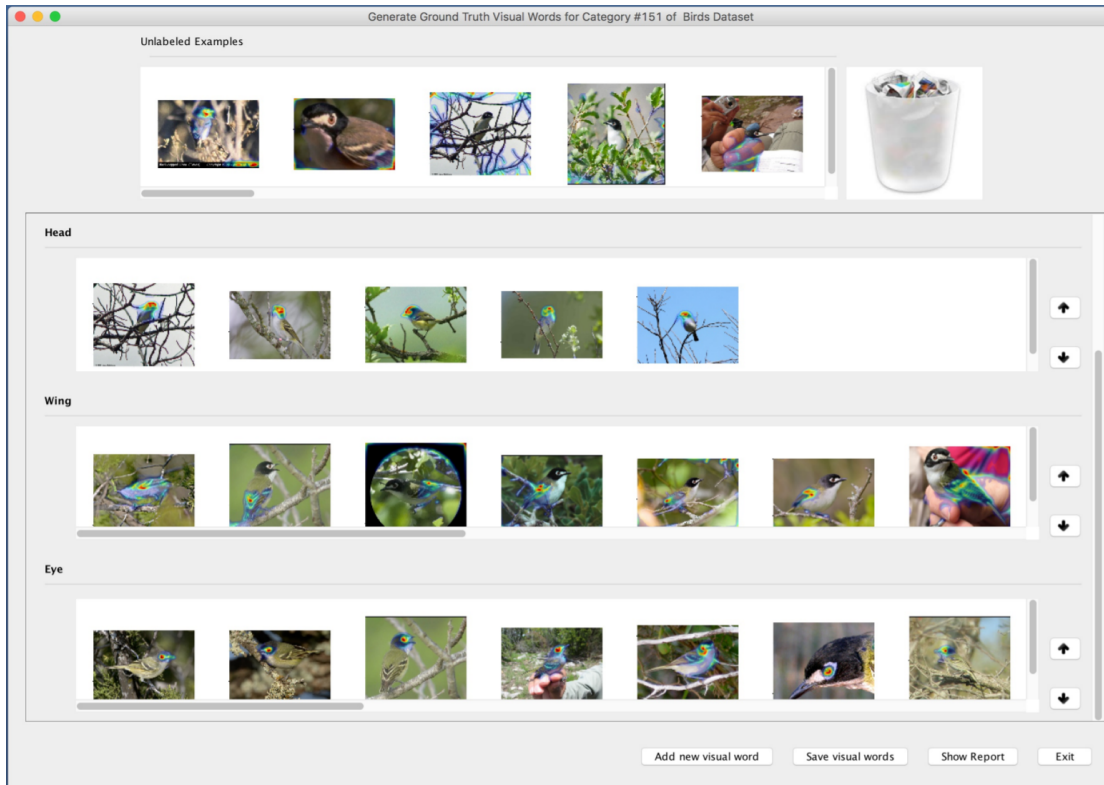 Generate Ground Truth Visual Words for Category #151 of Birds Dataset
Unlabeled Examples
Head
Wing
Eye
Add new visual word
Save visual words
Show Report
Exit